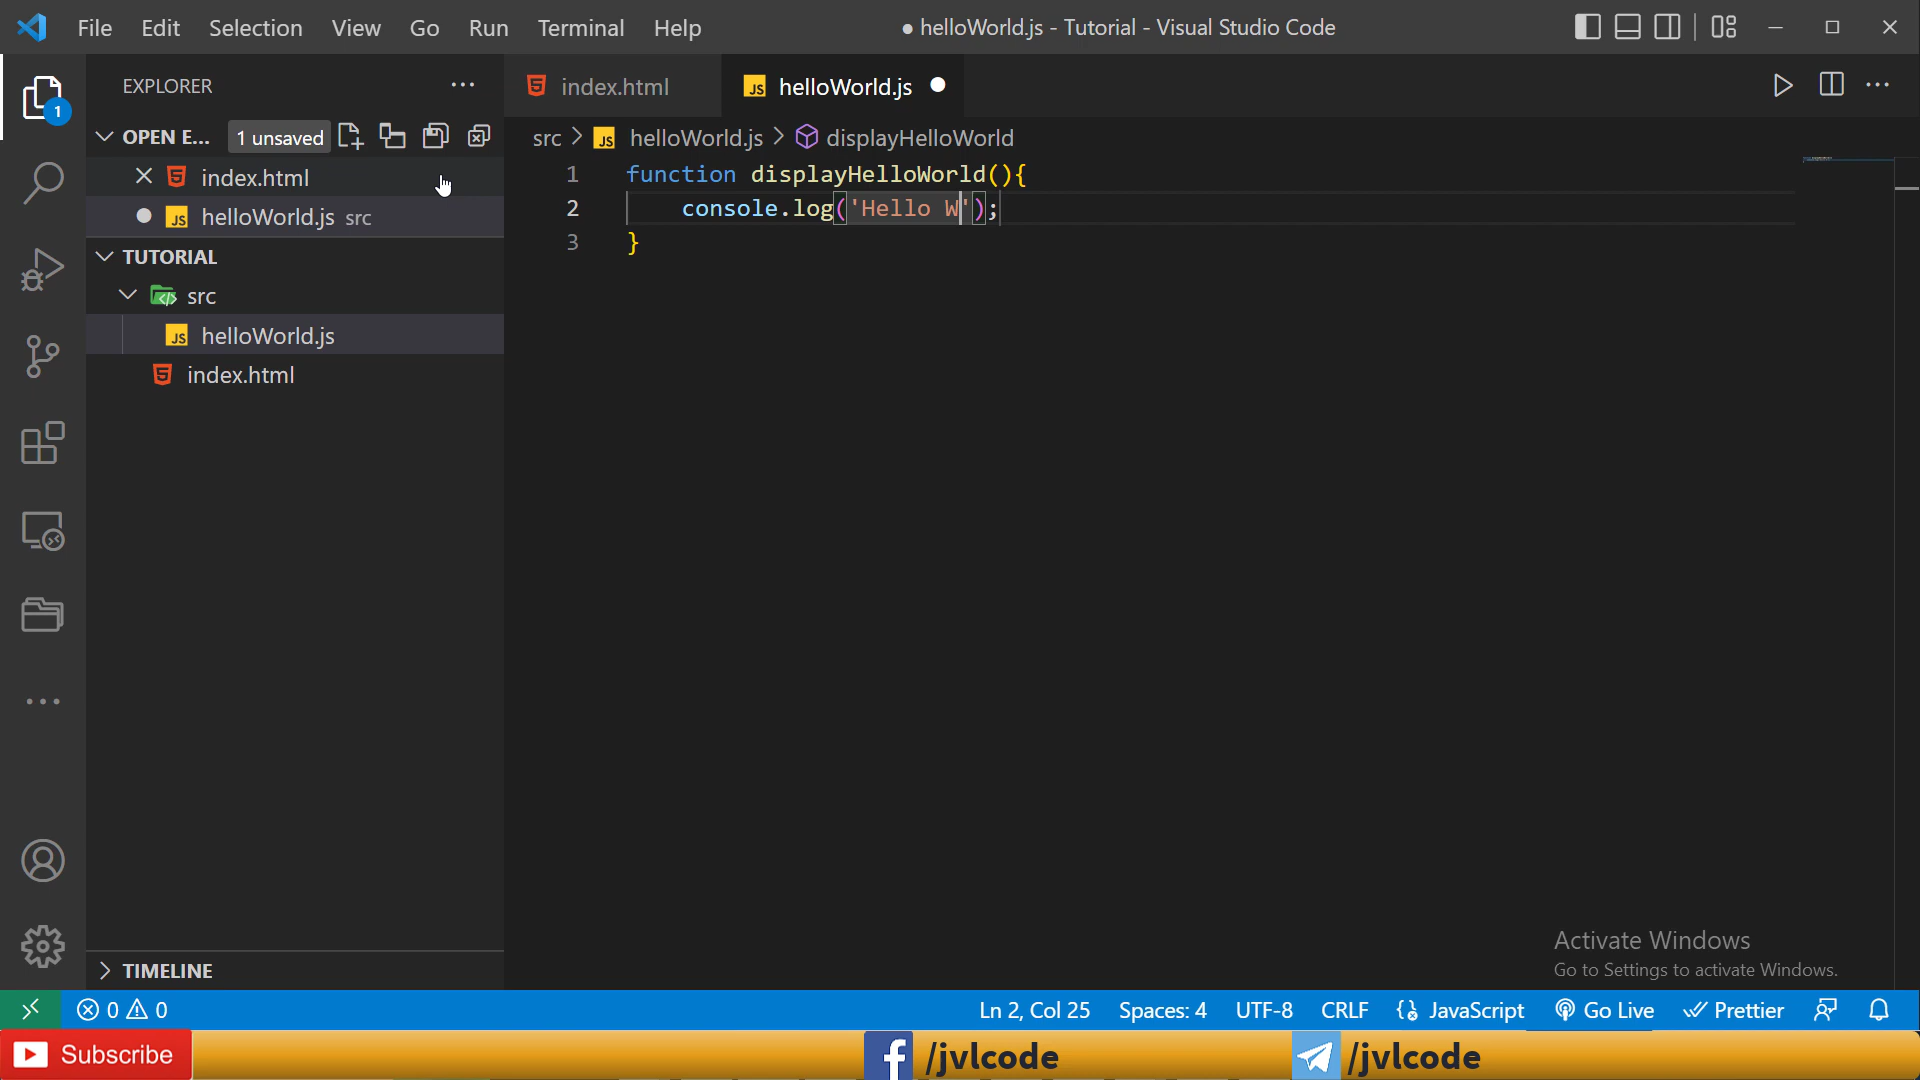 File Edit Selection View Go Run Terminal Help
● helloWorld.js - Tutorial - Visual Studio Code
EXPLORER
1
OPEN E... 1 unsaved
index.html
helloWorld.js src
TUTORIAL
src
helloWorld.js
index.html
TIMELINE
index.html helloWorld.js
src > helloWorld.js > displayHelloWorld
1 function displayHelloWorld(){
2 console.log('Hello W');
3 }
Activate Windows
Go to Settings to activate Windows.
0 0 Ln 2, Col 25 Spaces: 4 UTF-8 CRLF JavaScript Go Live Prettier
Subscribe /jvlcode /jvlcode